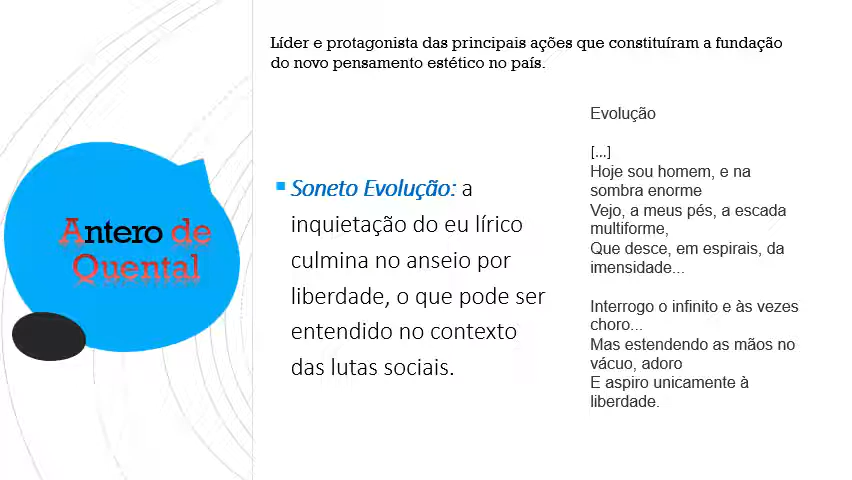 Líder e protagonista das principais ações que constituíram a fundação
do novo pensamento estético no país.
Antero de
Quental
Soneto Evolução: a
inquietação do eu lírico
culmina no anseio por
liberdade, o que pode ser
entendido no contexto
das lutas sociais.
Evolução
[...]
Hoje sou homem, e na
sombra enorme
Vejo, a meus pés, a escada
multiforme,
Que desce, em espirais, da
imensidade...
Interrogo o infinito e às vezes
choro...
Mas estendendo as mãos no
vácuo, adoro
E aspiro unicamente à
liberdade.